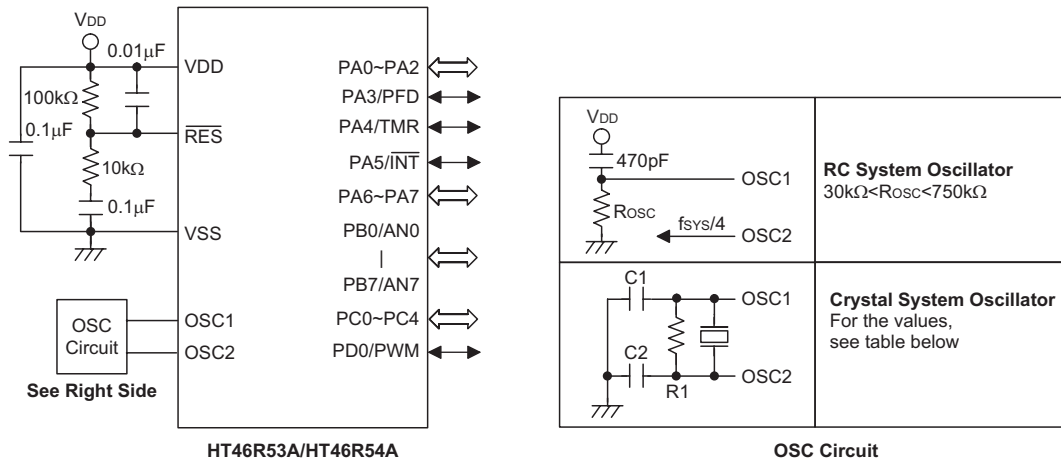 VDD
0.01μF
VDD
100kΩ
0.1μF
RES
10kΩ
0.1μF
VSS
OSC
Circuit
OSC1
OSC2
See Right Side
PA0~PA2
PA3/PFD
PA4/TMR
PA5/INT
PA6~PA7
PB0/AN0
|
PB7/AN7
PC0~PC4
PD0/PWM
HT46R53A/HT46R54A
VDD
470pF
OSC1
ROSC
fSYS/4
OSC2
RC System Oscillator
30kΩ<ROSC<750kΩ
C1
OSC1
C2
OSC2
R1
Crystal System Oscillator
For the values,
see table below
OSC Circuit